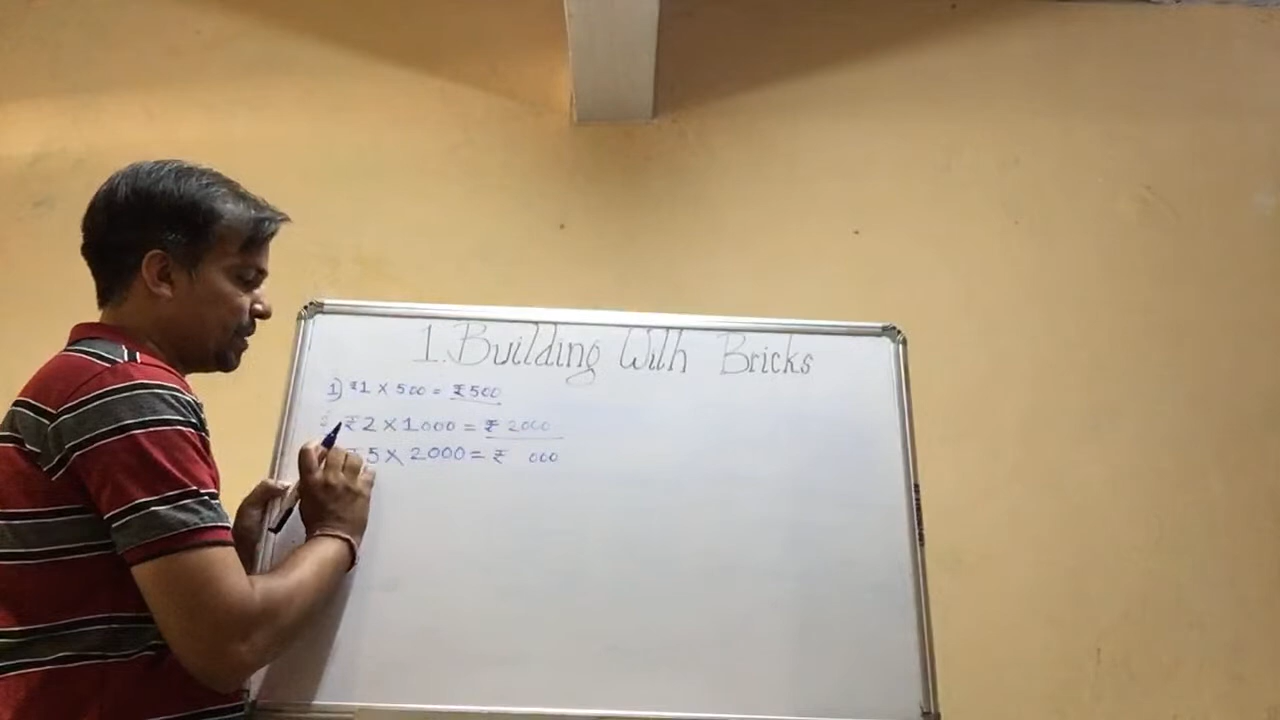 1. Building With Bricks
1) ₹1 × 500 = ₹500
₹2 × 1000 = ₹ 2000
₹5 × 2000 = ₹ 000